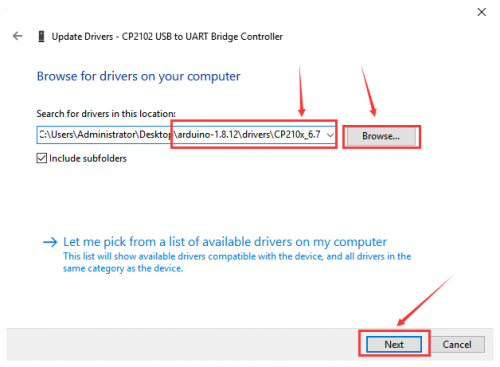 Update Drivers - CP2102 USB to UART Bridge Controller
Browse for drivers on your computer
Search for drivers in this location:
C:\Users\Administrator\Desktop\arduino-1.8.12\drivers\CP210x_6.7
Browse...
Include subfolders
Let me pick from a list of available drivers on my computer
This list will show available drivers compatible with the device, and all drivers in the
same category as the device.
Next
Cancel